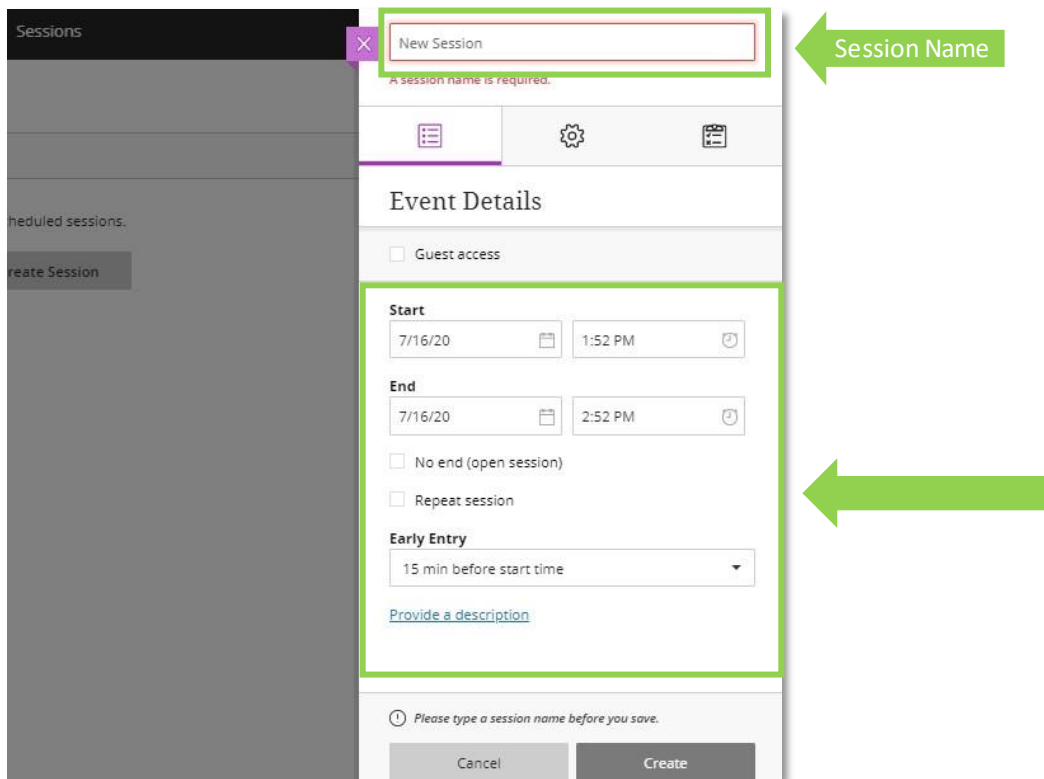 Sessions
New Session
Session Name
A session name is required.
Event Details
heduled sessions.
Guest access
reate Session
Start
7/16/20 1:52 PM
End
7/16/20 2:52 PM
No end (open session)
Repeat session
Early Entry
15 min before start time
Provide a description
Please type a session name before you save.
Cancel Create